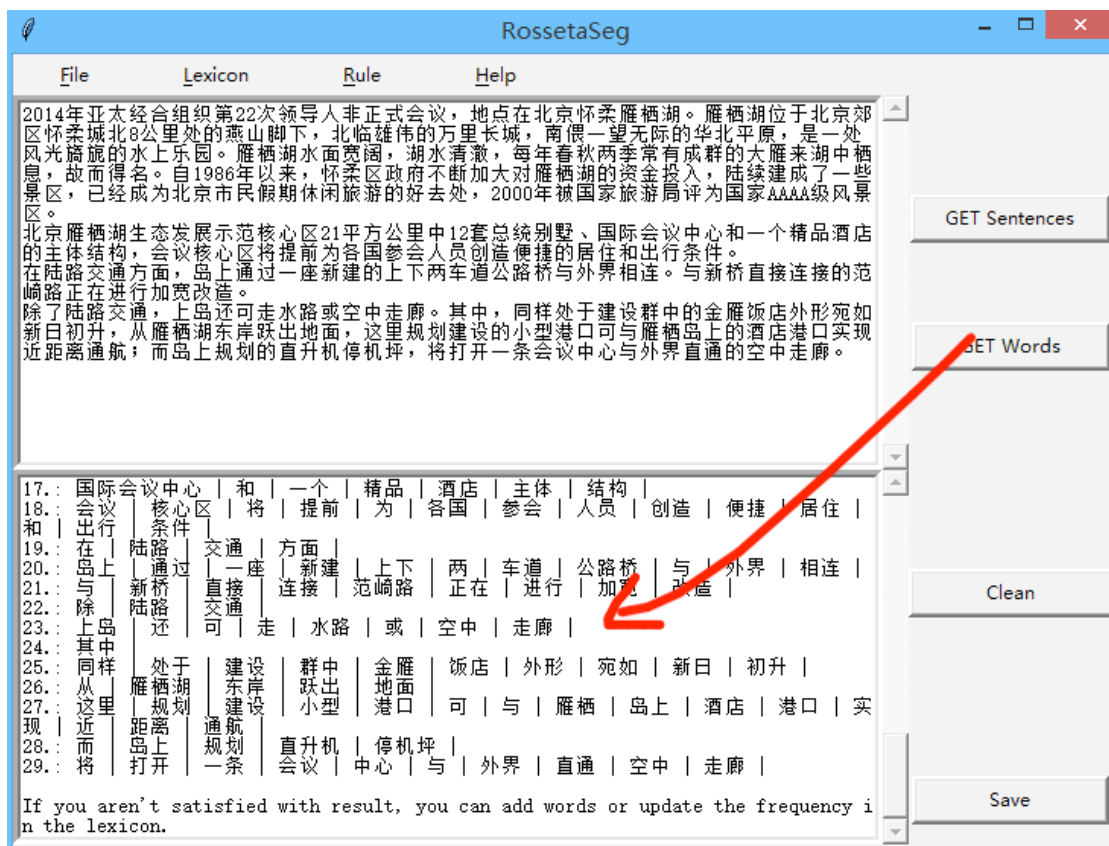 RossetaSeg
File Lexicon Rule Help
2014年亚太经合组织第22次领导人非正式会议，地点在北京怀柔雁栖湖。雁栖湖位于北京郊
区怀柔城北8公里处的燕山脚下，北临雄伟的万里长城，南偎一望无际的华北平原，是一处
风光旖旎的水上乐园。雁栖湖水面宽阔，湖水清澈，每年春秋两季常有成群的大雁来湖中栖
息，故而得名。自1986年以来，怀柔区政府不断加大对雁栖湖的资金投入，陆续建成了一些
景区，已经成为北京市民假期休闲旅游的好去处，2000年被国家旅游局评为国家AAAA级风景
区。
北京雁栖湖生态发展示范核心区21平方公里中12套总统别墅、国际会议中心和一个精品酒店
的主体结构，会议核心区将提前为各国参会人员创造便捷的居住和出行条件。
在陆路交通方面，岛上通过一座新建的上下两车道公路桥与外界相连。与新桥直接连接的范
崎路正在进行加宽改造。
除了陆路交通，上岛还可走水路或空中走廊。其中，同样处于建设群中的金雁饭店外形宛如
新日初升，从雁栖湖东岸跃出地面，这里规划建设的小型港口可与雁栖岛上的酒店港口实现
近距离通航；而岛上规划的直升机停机坪，将打开一条会议中心与外界直通的空中走廊。
GET Sentences
GET Words
Clean
Save
17.: 国际会议中心 | 和 | 一个 | 精品 | 酒店 | 主体 | 结构 |
18.: 会议 | 核心区 | 将 | 提前 | 为 | 各国 | 参会 | 人员 | 创造 | 便捷 | 居住 |
和 | 出行 | 条件 |
19.: 在 | 陆路 | 交通 | 方面 |
20.: 岛上 | 通过 | 一座 | 新建 | 上下 | 两 | 车道 | 公路桥 | 与 | 外界 | 相连 |
21.: 与 | 新桥 | 直接 | 连接 | 范崎路 | 正在 | 进行 | 加宽 | 改造 |
22.: 除 | 陆路 | 交通 |
23.: 上岛 | 还 | 可 | 走 | 水路 | 或 | 空中 | 走廊 |
24.: 其中 |
25.: 同样 | 处于 | 建设 | 群中 | 金雁 | 饭店 | 外形 | 宛如 | 新日 | 初升 |
26.: 从 | 雁栖湖 | 东岸 | 跃出 | 地面 |
27.: 这里 | 规划 | 建设 | 小型 | 港口 | 可 | 与 | 雁栖 | 岛上 | 酒店 | 港口 | 实
现 | 近 | 距离 | 通航 |
28.: 而 | 岛上 | 规划 | 直升机 | 停机坪 |
29.: 将 | 打开 | 一条 | 会议 | 中心 | 与 | 外界 | 直通 | 空中 | 走廊 |
If you aren't satisfied with result, you can add words or update the frequency i
n the lexicon.